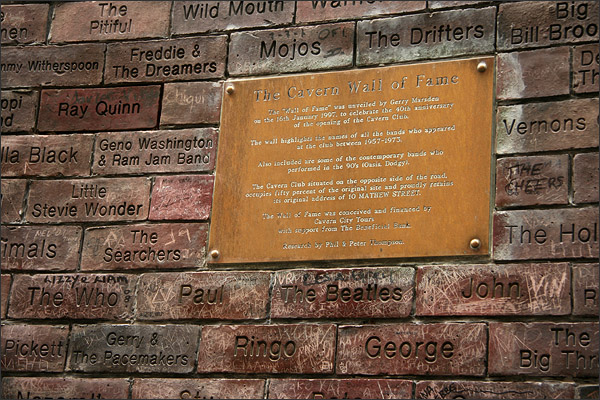 The
Pitiful
Wild Mouth
Warrio
Big
Bill Broo
my Witherspoon
Freddie &
The Dreamers
Mojos
The Drifters
Ray Quinn
The Cavern Wall of Fame
The "Wall of Fame" was unveiled by Gerry Marsden
on the 16th January 1997, to celebrate the 40th anniversary
of the opening of the Cavern Club.
The wall highlights the names of all the bands who appeared
at the club between 1957-1973.
Also included are some of the contemporary bands who
performed in the 90's (Oasis, Dodgy).
The Cavern Club situated on the opposite side of the road,
occupies fifty percent of the original site and proudly retains
its original address of 10 MATHEW STREET.
The Wall of Fame was conceived and financed by
Cavern City Tours
with support from The Beneficial Bank.
Research by Phil & Peter Thompson
Vernons
lla Black
Geno Washington
& Ram Jam Band
THE
CHEERS
Little
Stevie Wonder
imals
The
Searchers
The Hol
The Who
Paul
The Beatles
John
Pickett
Gerry &
The Pacemakers
Ringo
George
The
Big Thr